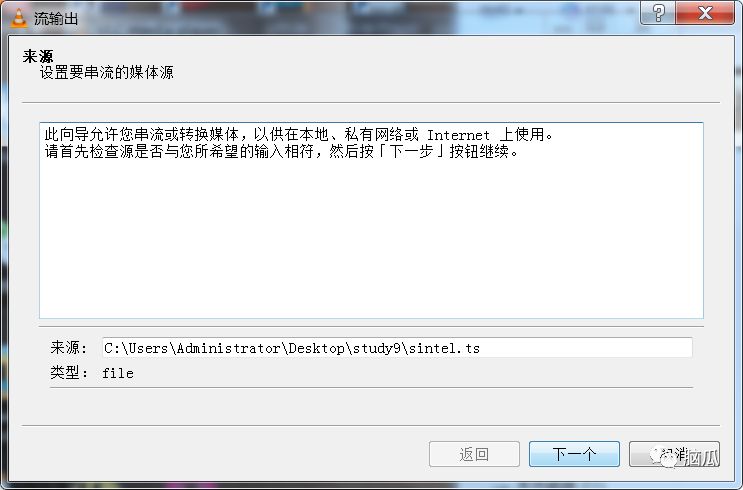 流输出
来源
设置要串流的媒体源
此向导允许您串流或转换媒体，以供在本地、私有网络或 Internet 上使用。
请首先检查源是否与您所希望的输入相符，然后按「下一步」按钮继续。
来源: C:\Users\Administrator\Desktop\study9\sintel.ts
类型: file
返回 下一个 消
脑瓜